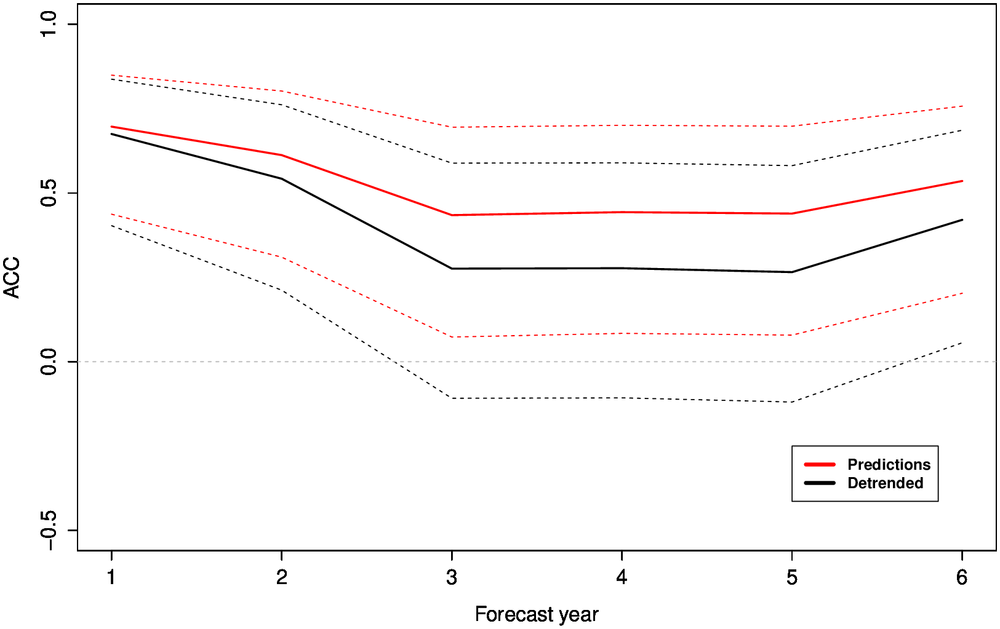 1.0
0.5
0.0
−0.5
ACC
1 2 3 4 5 6
Forecast year
Predictions
Detrended